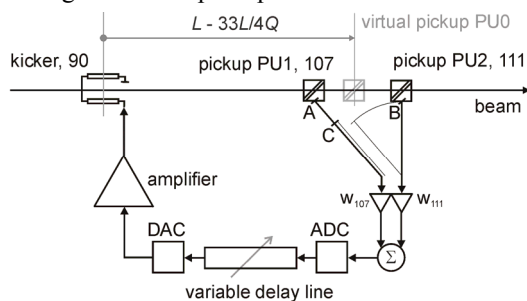 L - 33L/4Q
virtual pickup PU0
kicker, 90
pickup PU1, 107
pickup PU2, 111
A
B
beam
C
amplifier
w107
w111
DAC
ADC
Σ
variable delay line